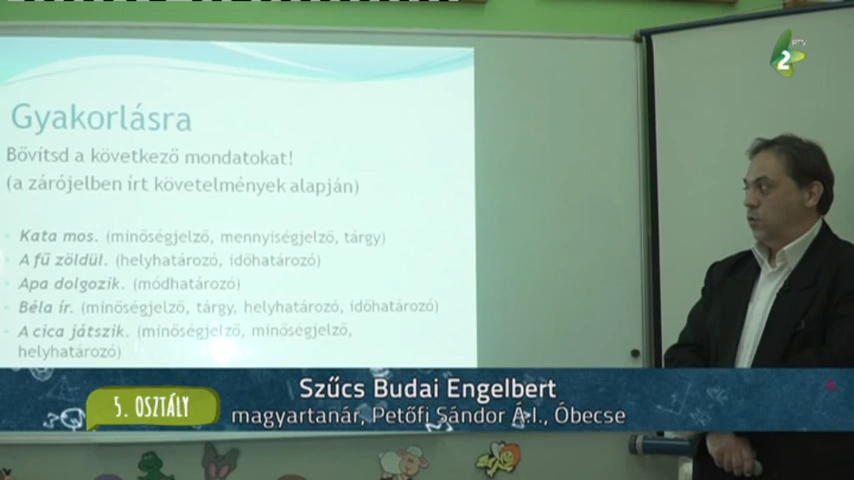 RTV
2
Gyakorlásra
Bővítsd a következő mondatokat!
(a zárójelben írt követelmények alapján)
Kata mos. (minőségjelző, mennyiségjelző, tárgy)
A fű zöldül. (helyhatározó, időhatározó)
Apa dolgozik. (módhatározó)
Béla ír. (minőségjelző, tárgy, helyhatározó, időhatározó)
A cica játszik. (minőségjelző, minőségjelző,
helyhatározó)
5. OSZTÁLY
Szűcs Budai Engelbert
magyartanár, Petőfi Sándor Á.I., Óbecse